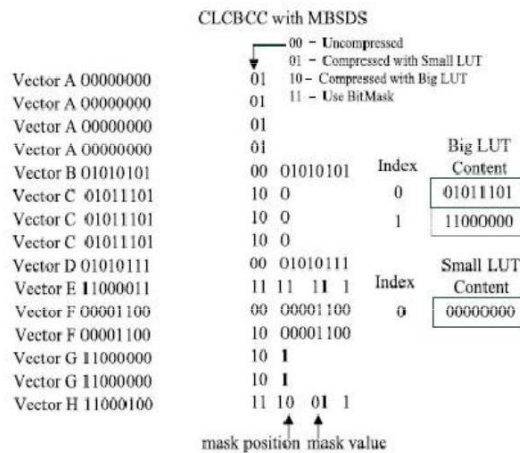 CLCBCC with MBSDS
00 - Uncompressed
01 - Compressed with Small LUT
10 - Compressed with Big LUT
11 - Use BitMask
Vector A 00000000 01
Vector A 00000000 01
Vector A 00000000 01
Vector A 00000000 01
Vector B 01010101 00 01010101
Vector C 01011101 10 0
Vector C 01011101 10 0
Vector C 01011101 10 0
Vector D 01010111 00 01010111
Vector E 11000011 11 11 11 1
Vector F 00001100 00 00001100
Vector F 00001100 10 00001100
Vector G 11000000 10 1
Vector G 11000000 10 1
Vector H 11000100 11 10 01 1
mask position mask value
Big LUT
Index Content
0 01011101
1 11000000
Small LUT
Index Content
0 00000000